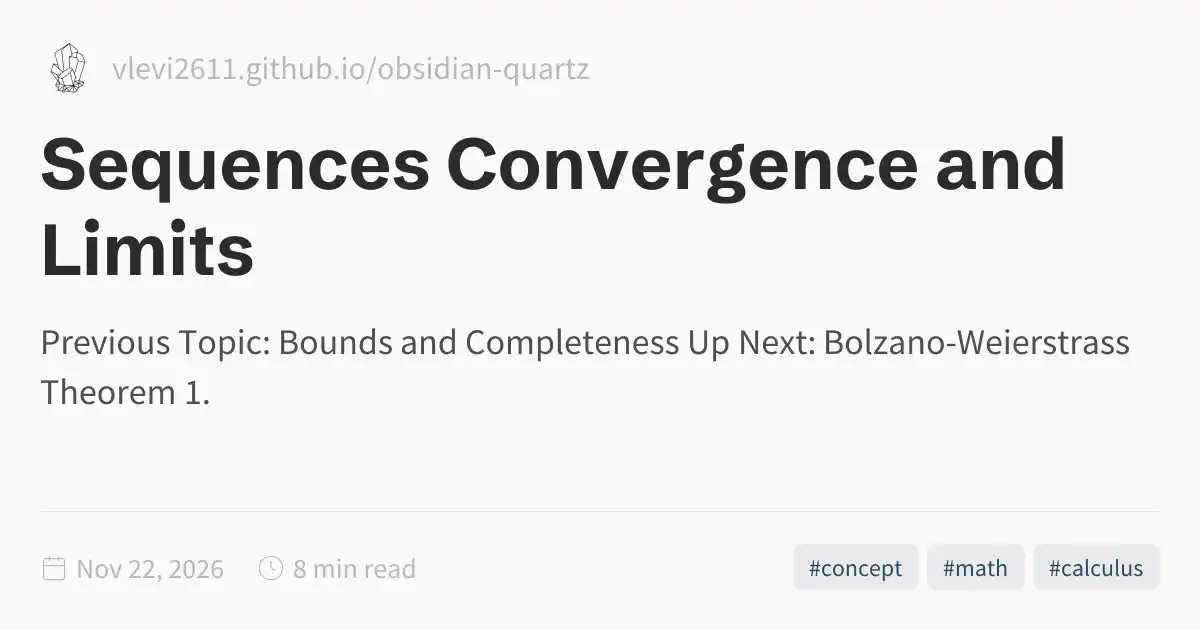 vlevi2611.github.io/obsidian-quartz
Sequences Convergence and
Limits
Previous Topic: Bounds and Completeness Up Next: Bolzano-Weierstrass
Theorem 1.
Nov 22, 2026 8 min read #concept #math #calculus